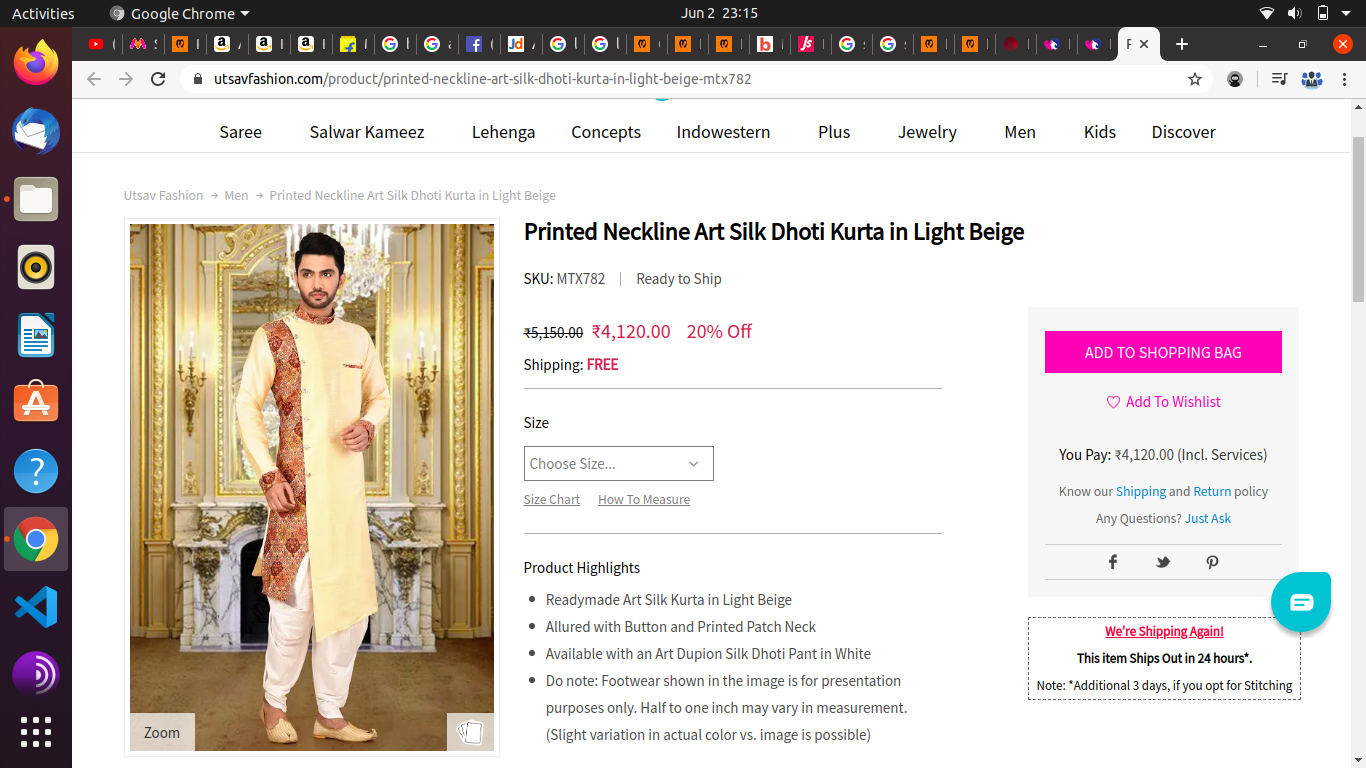 Activities
Google Chrome
Jun 2 23:15
utsavfashion.com/product/printed-neckline-art-silk-dhoti-kurta-in-light-beige-mtx782
Saree Salwar Kameez Lehenga Concepts Indowestern Plus Jewelry Men Kids Discover
Utsav Fashion → Men → Printed Neckline Art Silk Dhoti Kurta in Light Beige
Printed Neckline Art Silk Dhoti Kurta in Light Beige
SKU: MTX782 | Ready to Ship
₹5,150.00 ₹4,120.00 20% Off
Shipping: FREE
Size
Choose Size...
Size Chart How To Measure
Product Highlights
Readymade Art Silk Kurta in Light Beige
Allured with Button and Printed Patch Neck
Available with an Art Dupion Silk Dhoti Pant in White
Do note: Footwear shown in the image is for presentation
purposes only. Half to one inch may vary in measurement.
(Slight variation in actual color vs. image is possible)
Zoom
ADD TO SHOPPING BAG
Add To Wishlist
You Pay: ₹4,120.00 (Incl. Services)
Know our Shipping and Return policy
Any Questions? Just Ask
We're Shipping Again!
This item Ships Out in 24 hours*.
Note: *Additional 3 days, if you opt for Stitching